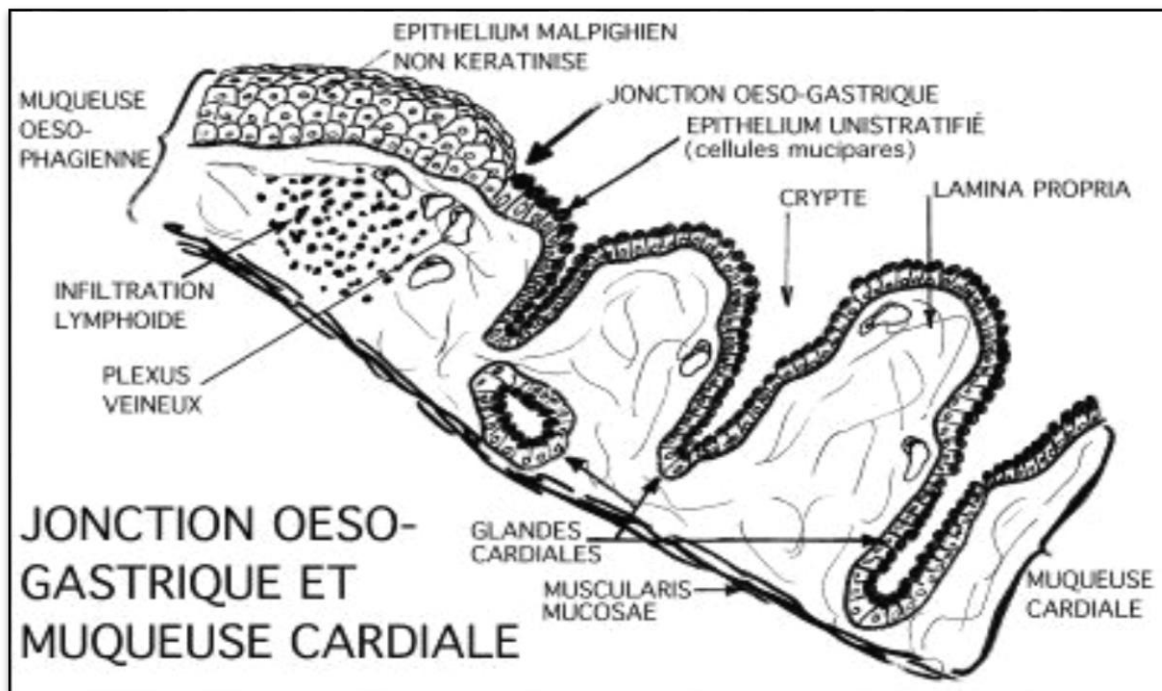 EPITHELIUM MALPIGHIEN
NON KERATINISE
MUQUEUSE
OESO-
PHAGIENNE
JONCTION OESO-GASTRIQUE
EPITHELIUM UNISTRATIFIÉ
(cellules mucipares)
CRYPTE
LAMINA PROPRIA
INFILTRATION
LYMPHOIDE
PLEXUS
VEINEUX
GLANDES
CARDIALES
MUSCULARIS
MUCOSAE
MUQUEUSE
CARDIALE
JONCTION OESO-
GASTRIQUE ET
MUQUEUSE CARDIALE